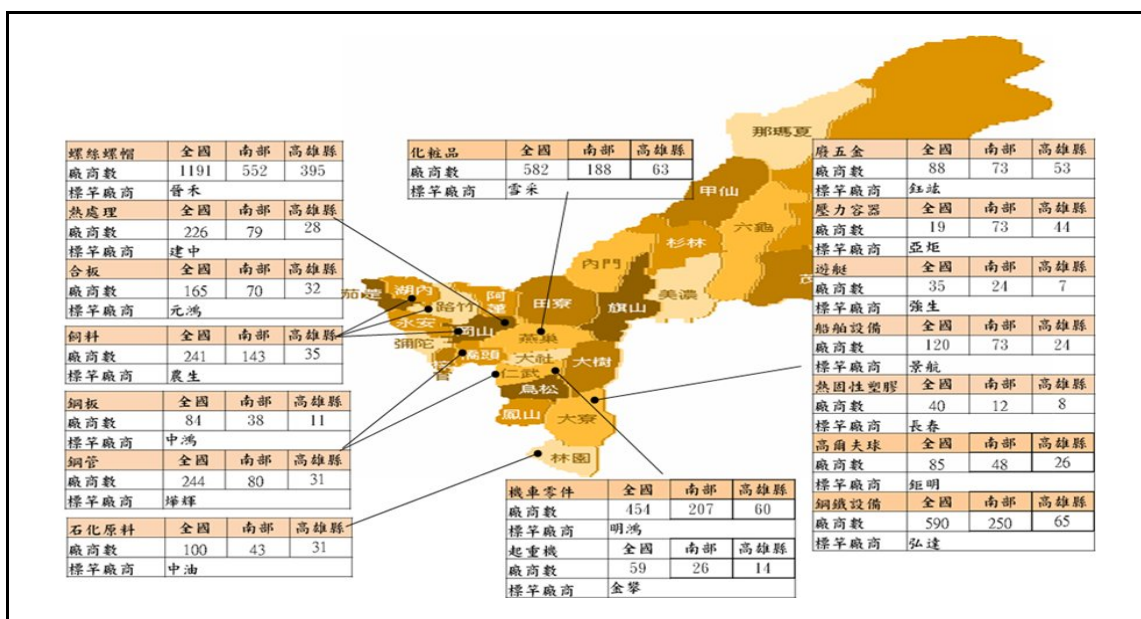 螺絲螺帽 全國 南部 高雄縣
廠商數 1191 552 395
標竿廠商 晉禾
熱處理 全國 南部 高雄縣
廠商數 226 79 28
標竿廠商 建中
合板 全國 南部 高雄縣
廠商數 165 70 32
標竿廠商 元鴻
飼料 全國 南部 高雄縣
廠商數 241 143 35
標竿廠商 農生
鋼板 全國 南部 高雄縣
廠商數 84 38 11
標竿廠商 中鴻
鋼管 全國 南部 高雄縣
廠商數 244 80 31
標竿廠商 燁輝
石化原料 全國 南部 高雄縣
廠商數 100 43 31
標竿廠商 中油
化粧品 全國 南部 高雄縣
廠商數 582 188 63
標竿廠商 雪采
那瑪夏
甲仙
六龜
杉林
內門
美濃
旗山
田寮
阿蓮
湖內
茄萣
路竹
永安
岡山
彌陀
燕巢
橋頭
梓官
大社
大樹
仁武
鳥松
鳳山
大寮
林園
機車零件 全國 南部 高雄縣
廠商數 454 207 60
標竿廠商 明鴻
起重機 全國 南部 高雄縣
廠商數 59 26 14
標竿廠商 金攀
廢五金 全國 南部 高雄縣
廠商數 88 73 53
標竿廠商 鈺竤
壓力容器 全國 南部 高雄縣
廠商數 19 73 44
標竿廠商 亞炬
遊艇 全國 南部 高雄縣
廠商數 35 24 7
標竿廠商 強生
船舶設備 全國 南部 高雄縣
廠商數 120 73 24
標竿廠商 景航
熱固性塑膠 全國 南部 高雄縣
廠商數 40 12 8
標竿廠商 長春
高爾夫球 全國 南部 高雄縣
廠商數 85 48 26
標竿廠商 鉅明
鋼鐵設備 全國 南部 高雄縣
廠商數 590 250 65
標竿廠商 弘達